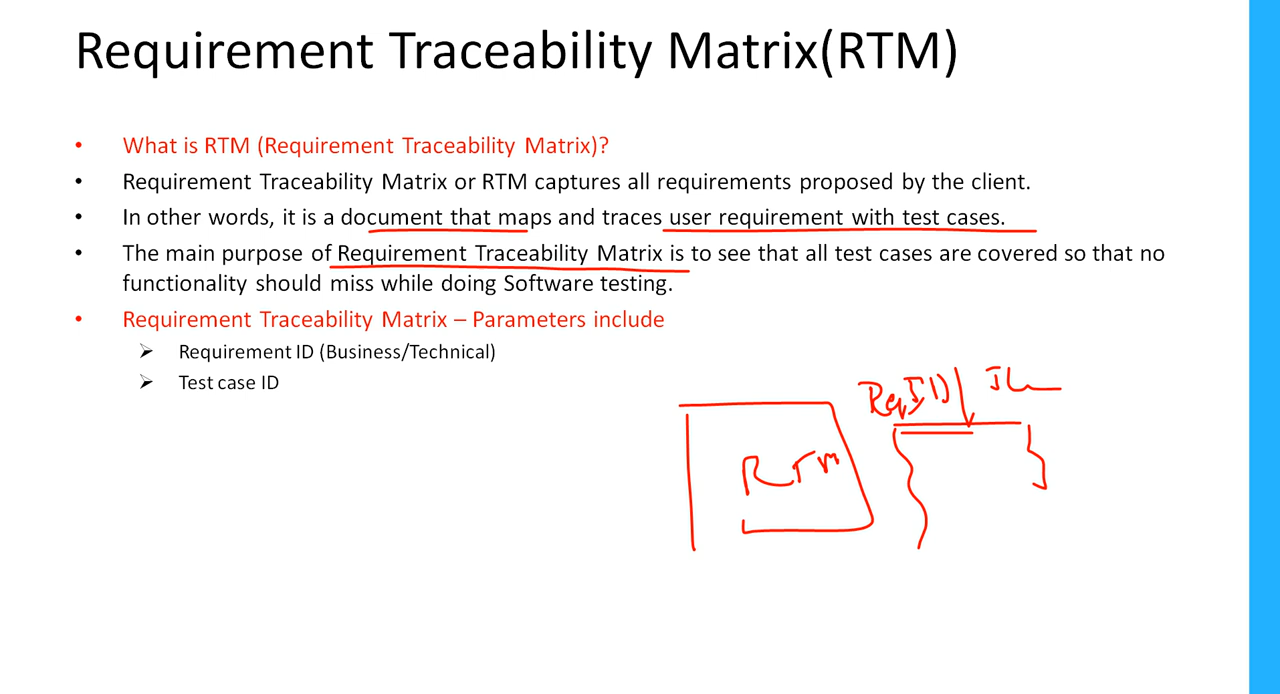 Requirement Traceability Matrix(RTM)
• What is RTM (Requirement Traceability Matrix)?
• Requirement Traceability Matrix or RTM captures all requirements proposed by the client.
• In other words, it is a document that maps and traces user requirement with test cases.
• The main purpose of Requirement Traceability Matrix is to see that all test cases are covered so that no
functionality should miss while doing Software testing.
• Requirement Traceability Matrix – Parameters include
➢ Requirement ID (Business/Technical)
➢ Test case ID
Req ID
RTM